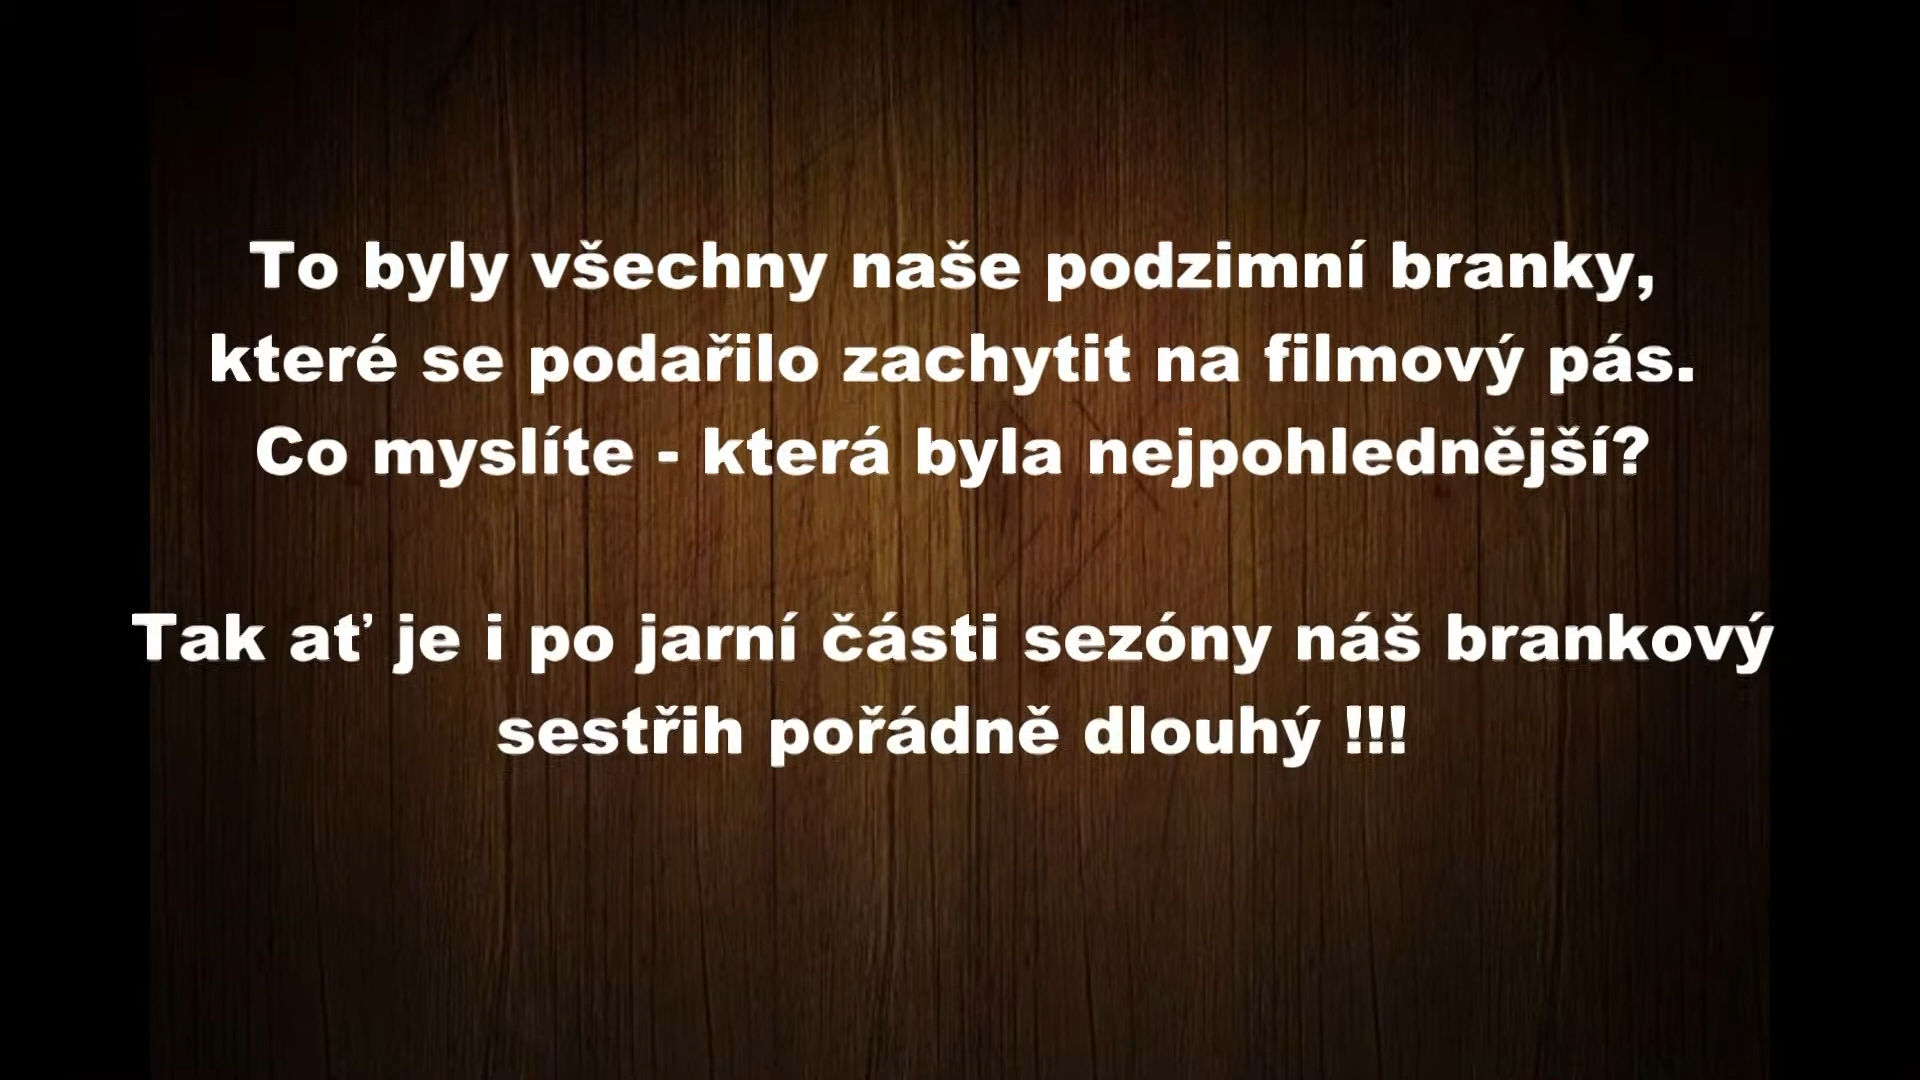 To byly všechny naše podzimní branky,
které se podařilo zachytit na filmový pás.
Co myslíte - která byla nejpohlednější?
Tak ať je i po jarní části sezóny náš brankový
sestřih pořádně dlouhý !!!